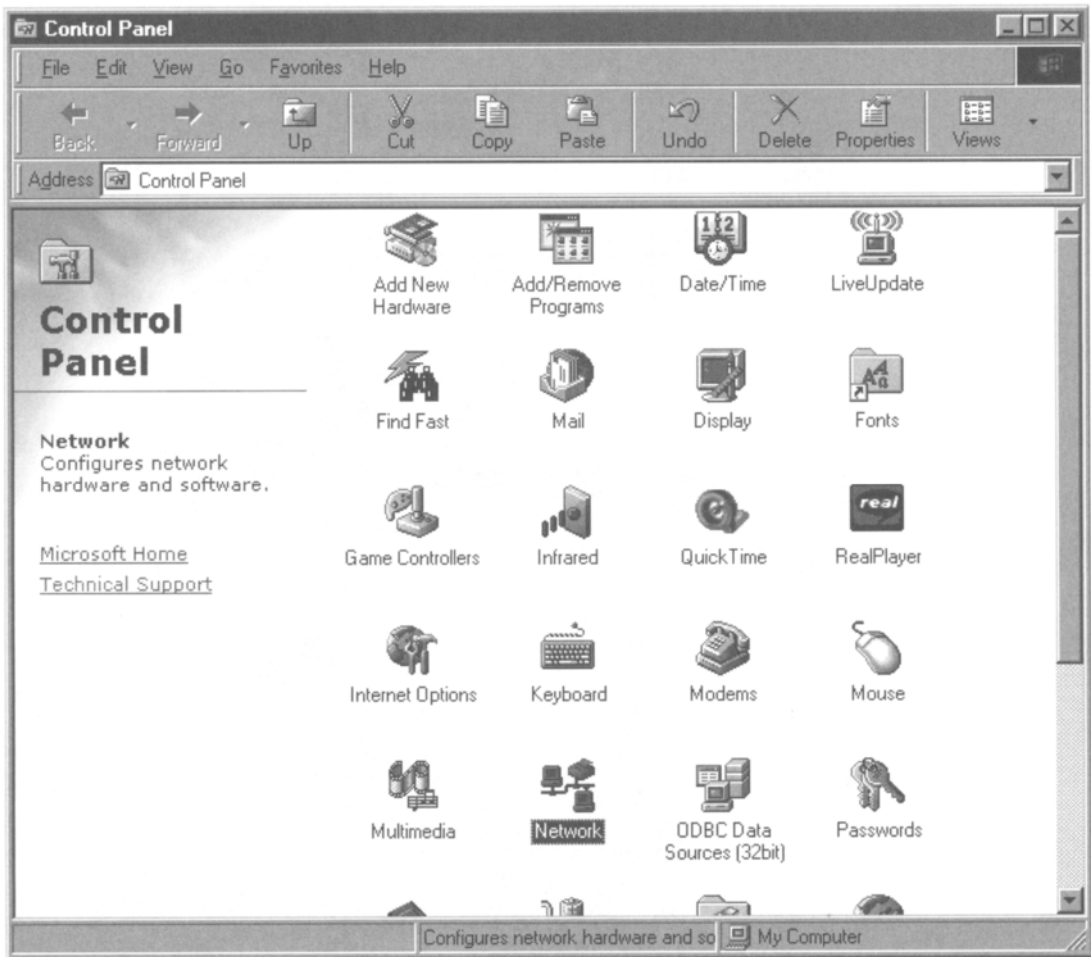 Control Panel
File Edit View Go Favorites Help
Back Forward Up Cut Copy Paste Undo Delete Properties Views
Address Control Panel
Control
Panel
Network
Configures network
hardware and software.
Microsoft Home
Technical Support
Add New
Hardware
Add/Remove
Programs
12
Date/Time
LiveUpdate
Find Fast
Mail
Display
Fonts
Game Controllers
Infrared
QuickTime
real
RealPlayer
Internet Options
Keyboard
Modems
Mouse
Multimedia
Network
ODBC Data
Sources (32bit)
Passwords
Configures network hardware and so
My Computer